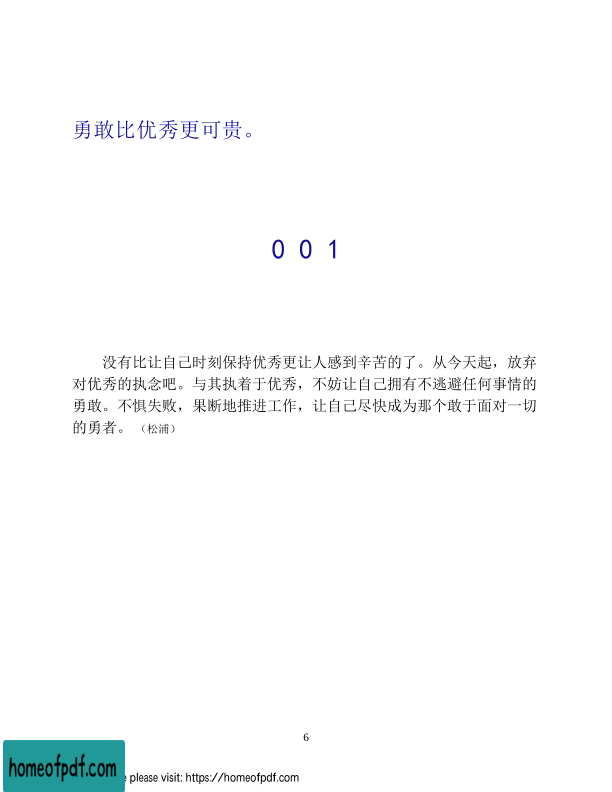 勇敢比优秀更可贵。
001
没有比让自己时刻保持优秀更让人感到辛苦的了。从今天起，放弃
对优秀的执念吧。与其执着于优秀，不妨让自己拥有不逃避任何事情的
勇敢。不惧失败，果断地推进工作，让自己尽快成为那个敢于面对一切
的勇者。（松浦）
6
homeofpdf.com
e please visit: https://homeofpdf.com